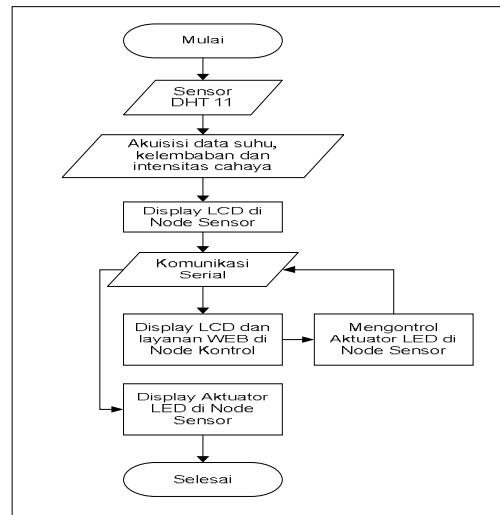 Mulai
Sensor
DHT 11
Akuisisi data suhu,
kelembaban dan
intensitas cahaya
Display LCD di
Node Sensor
Komunikasi
Serial
Display LCD dan
layanan WEB di
Node Kontrol
Mengontrol
Aktuator LED di
Node Sensor
Display Aktuator
LED di Node
Sensor
Selesai